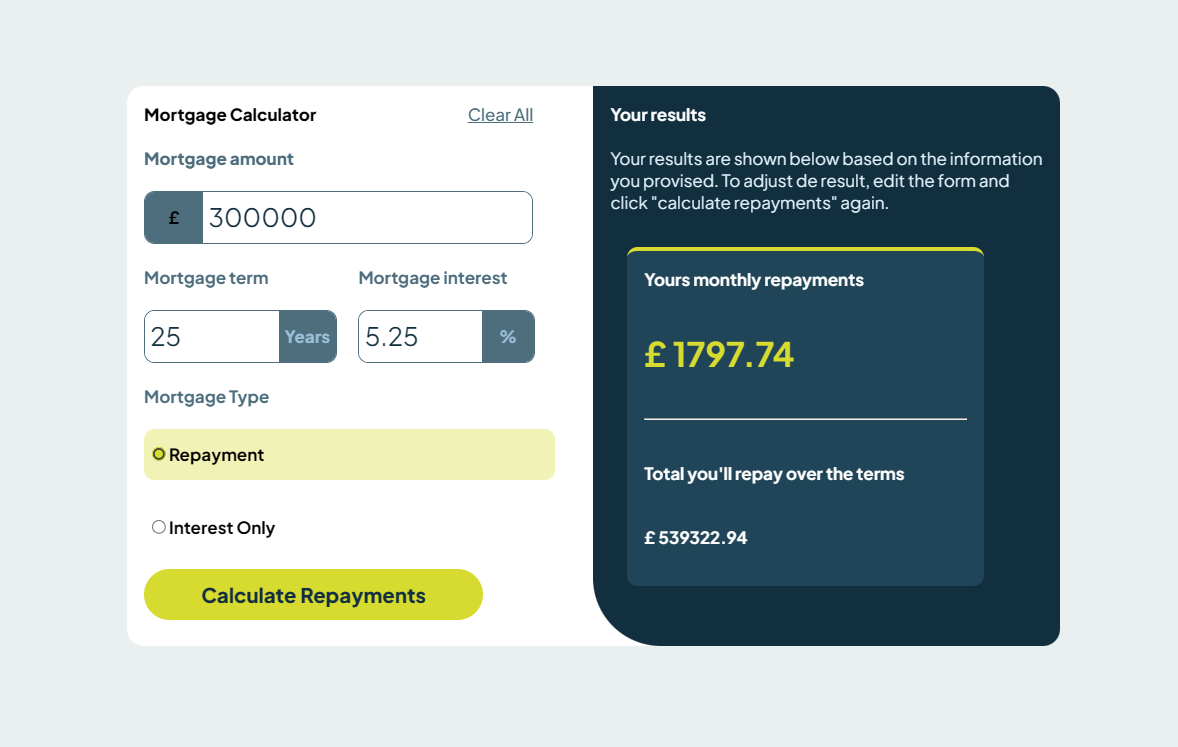 Mortgage Calculator
Clear All
Mortgage amount
£ 300000
Mortgage term
Mortgage interest
25 Years
5.25 %
Mortgage Type
Repayment
Interest Only
Calculate Repayments
Your results
Your results are shown below based on the information
you provised. To adjust de result, edit the form and
click "calculate repayments" again.
Yours monthly repayments
£ 1797.74
Total you'll repay over the terms
£ 539322.94